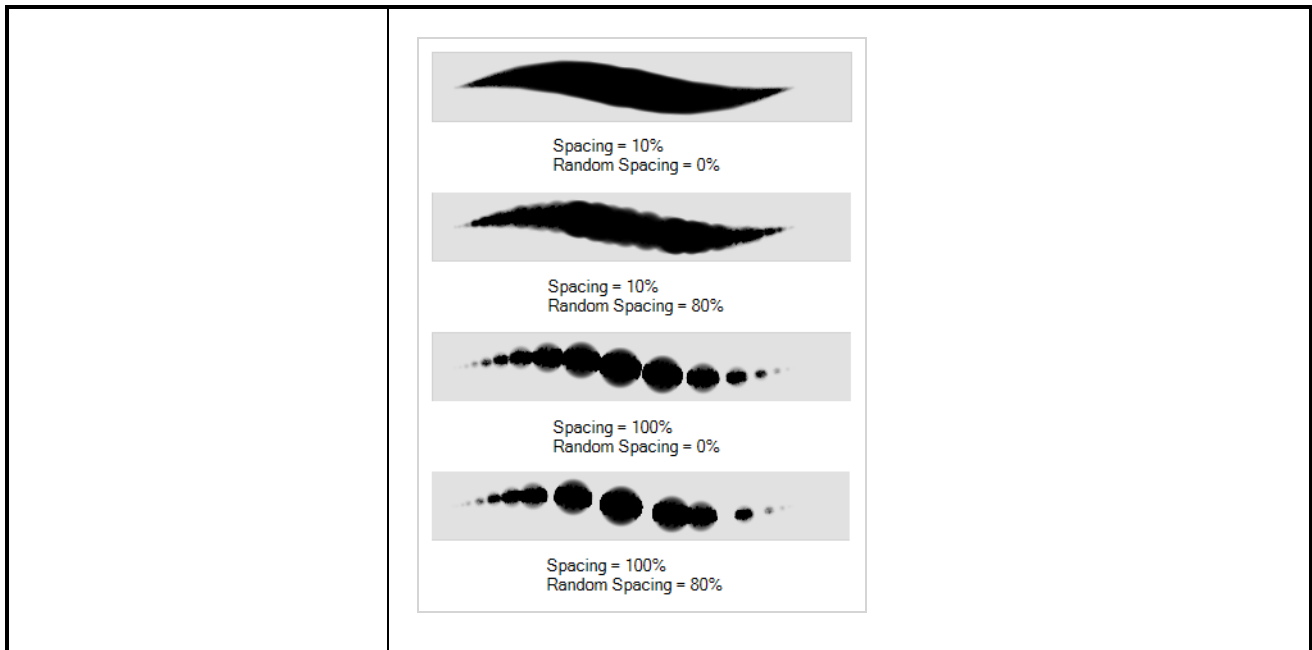 Spacing = 10%
Random Spacing = 0%
Spacing = 10%
Random Spacing = 80%
Spacing = 100%
Random Spacing = 0%
Spacing = 100%
Random Spacing = 80%